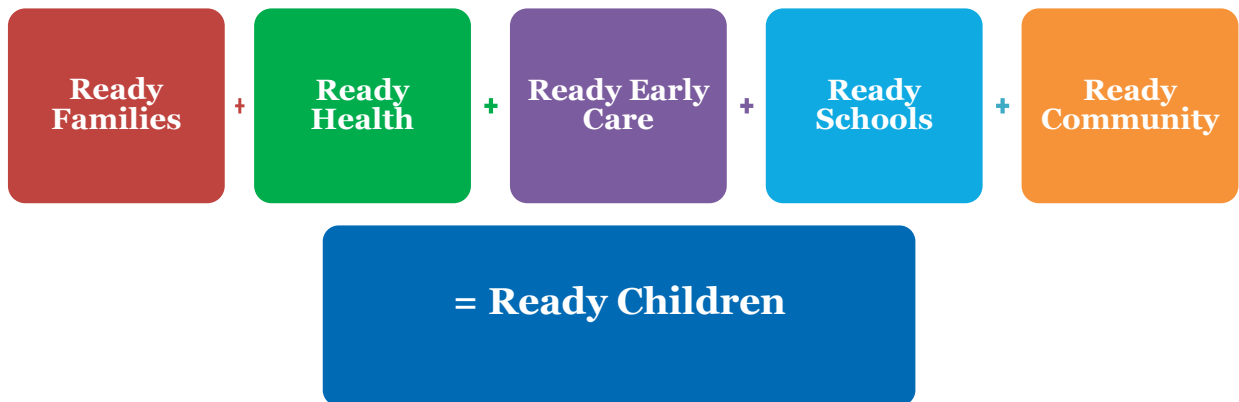 Ready
Families
+
Ready
Health
+
Ready Early
Care
+
Ready
Schools
+
Ready
Community
= Ready Children